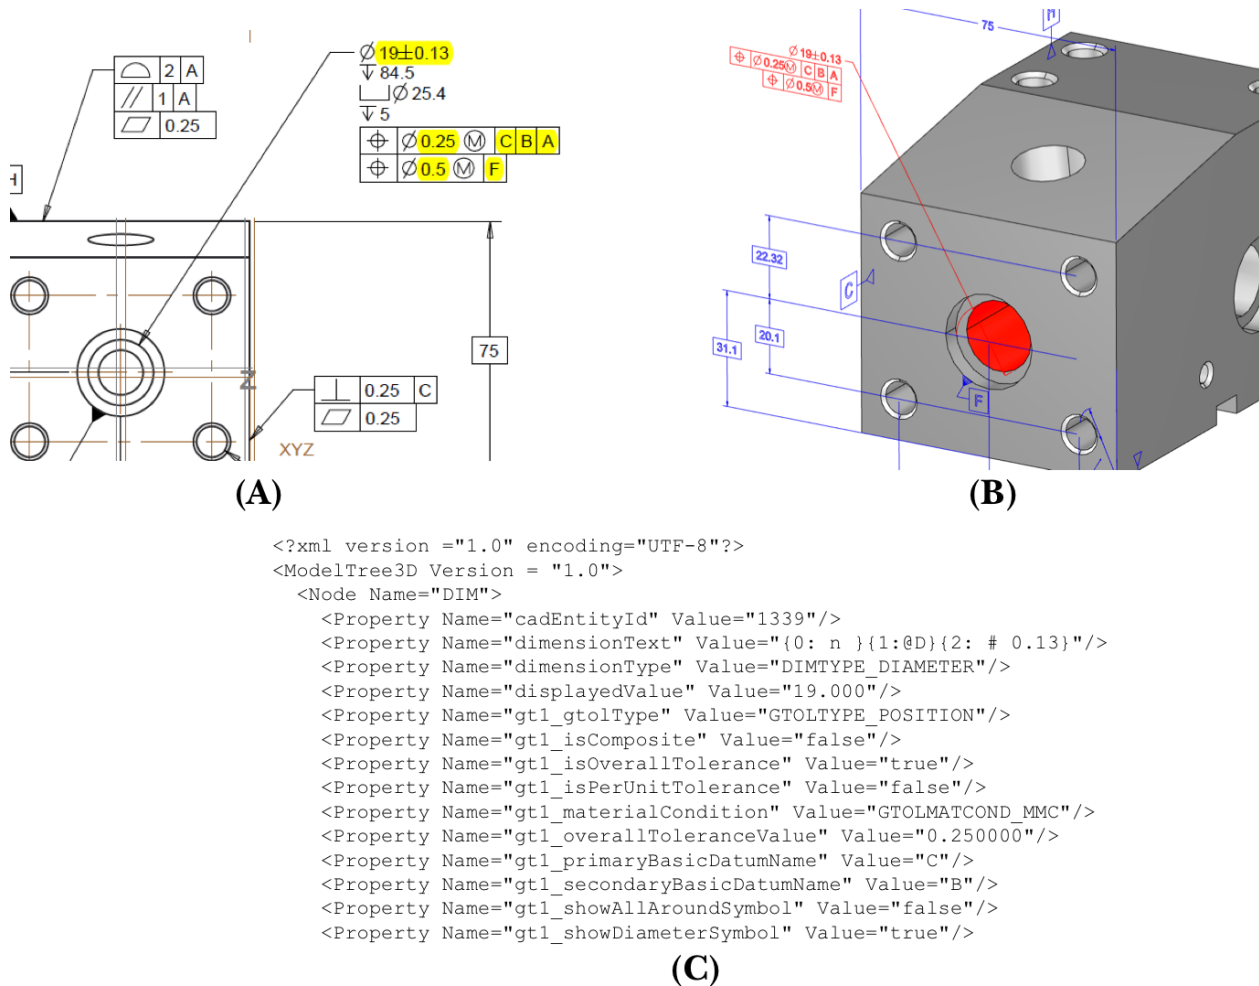 2 A
1 A
0.25
⌀ 19±0.13
↧ 84.5
⌴ ⌀ 25.4
↧ 5
⌖ ⌀ 0.25 Ⓜ C B A
⌖ ⌀ 0.5 Ⓜ F
H
75
0.25 C
0.25
Z
XYZ
(A)
75
M
⌀ 19±0.13
⌖ ⌀ 0.25 Ⓜ C B A
⌖ ⌀ 0.5 Ⓜ F
22.32
C
20.1
31.1
F
(B)
<?xml version ="1.0" encoding="UTF-8"?>
<ModelTree3D Version = "1.0">
<Node Name="DIM">
<Property Name="cadEntityId" Value="1339"/>
<Property Name="dimensionText" Value="{0: n }{1:@D}{2: # 0.13}"/>
<Property Name="dimensionType" Value="DIMTYPE_DIAMETER"/>
<Property Name="displayedValue" Value="19.000"/>
<Property Name="gt1_gtolType" Value="GTOLTYPE_POSITION"/>
<Property Name="gt1_isComposite" Value="false"/>
<Property Name="gt1_isOverallTolerance" Value="true"/>
<Property Name="gt1_isPerUnitTolerance" Value="false"/>
<Property Name="gt1_materialCondition" Value="GTOLMATCOND_MMC"/>
<Property Name="gt1_overallToleranceValue" Value="0.250000"/>
<Property Name="gt1_primaryBasicDatumName" Value="C"/>
<Property Name="gt1_secondaryBasicDatumName" Value="B"/>
<Property Name="gt1_showAllAroundSymbol" Value="false"/>
<Property Name="gt1_showDiameterSymbol" Value="true"/>
(C)